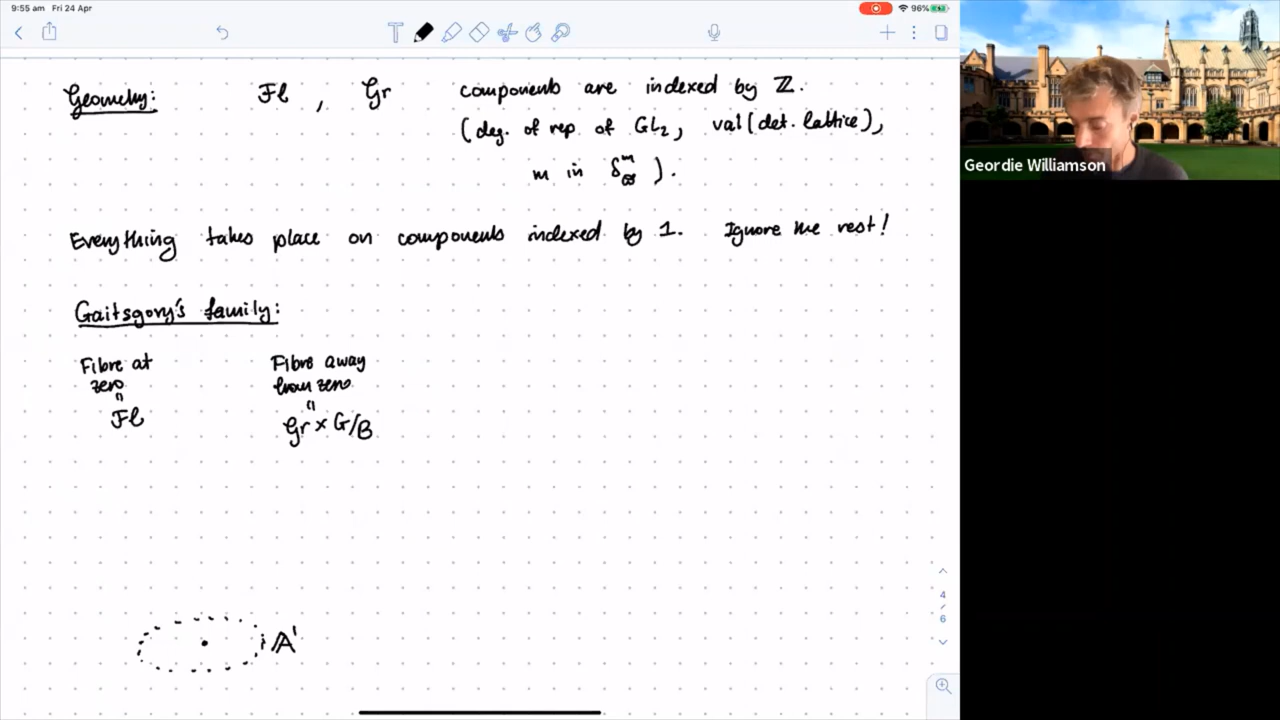 9:55 am Fri 24 Apr
96%
Geometry: Fl , Gr components are indexed by ℤ.
(deg. of rep of GL₂, val(det. lattice),
m in δ^m_∞ ).
Everything takes place on components indexed by 1. Ignore the rest!
Gaitsgory's family:
Fibre at
zero
=
Fl
Fibre away
from zero
=
Gr × G/B
𝔸¹
4
/
6
Geordie Williamson